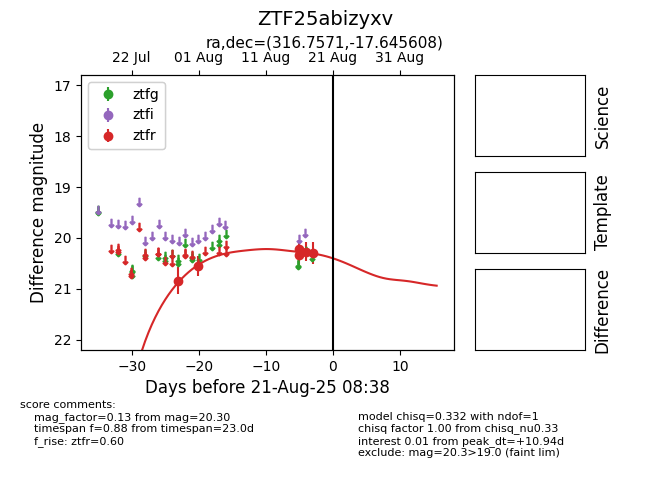 ZTF25abizyxv
ra,dec=(316.7571,-17.645608)
22 Jul 01 Aug 11 Aug 21 Aug 31 Aug
ztfg
ztfi
ztfr
17
18
19
20
21
22
Difference magnitude
−30 −20 −10 0 10
Days before 21-Aug-25 08:38
Science
Template
Difference
score comments:
mag_factor=0.13 from mag=20.30
timespan f=0.88 from timespan=23.0d
f_rise: ztfr=0.60
model chisq=0.332 with ndof=1
chisq factor 1.00 from chisq_nu0.33
interest 0.01 from peak_dt=+10.94d
exclude: mag=20.3>19.0 (faint lim)